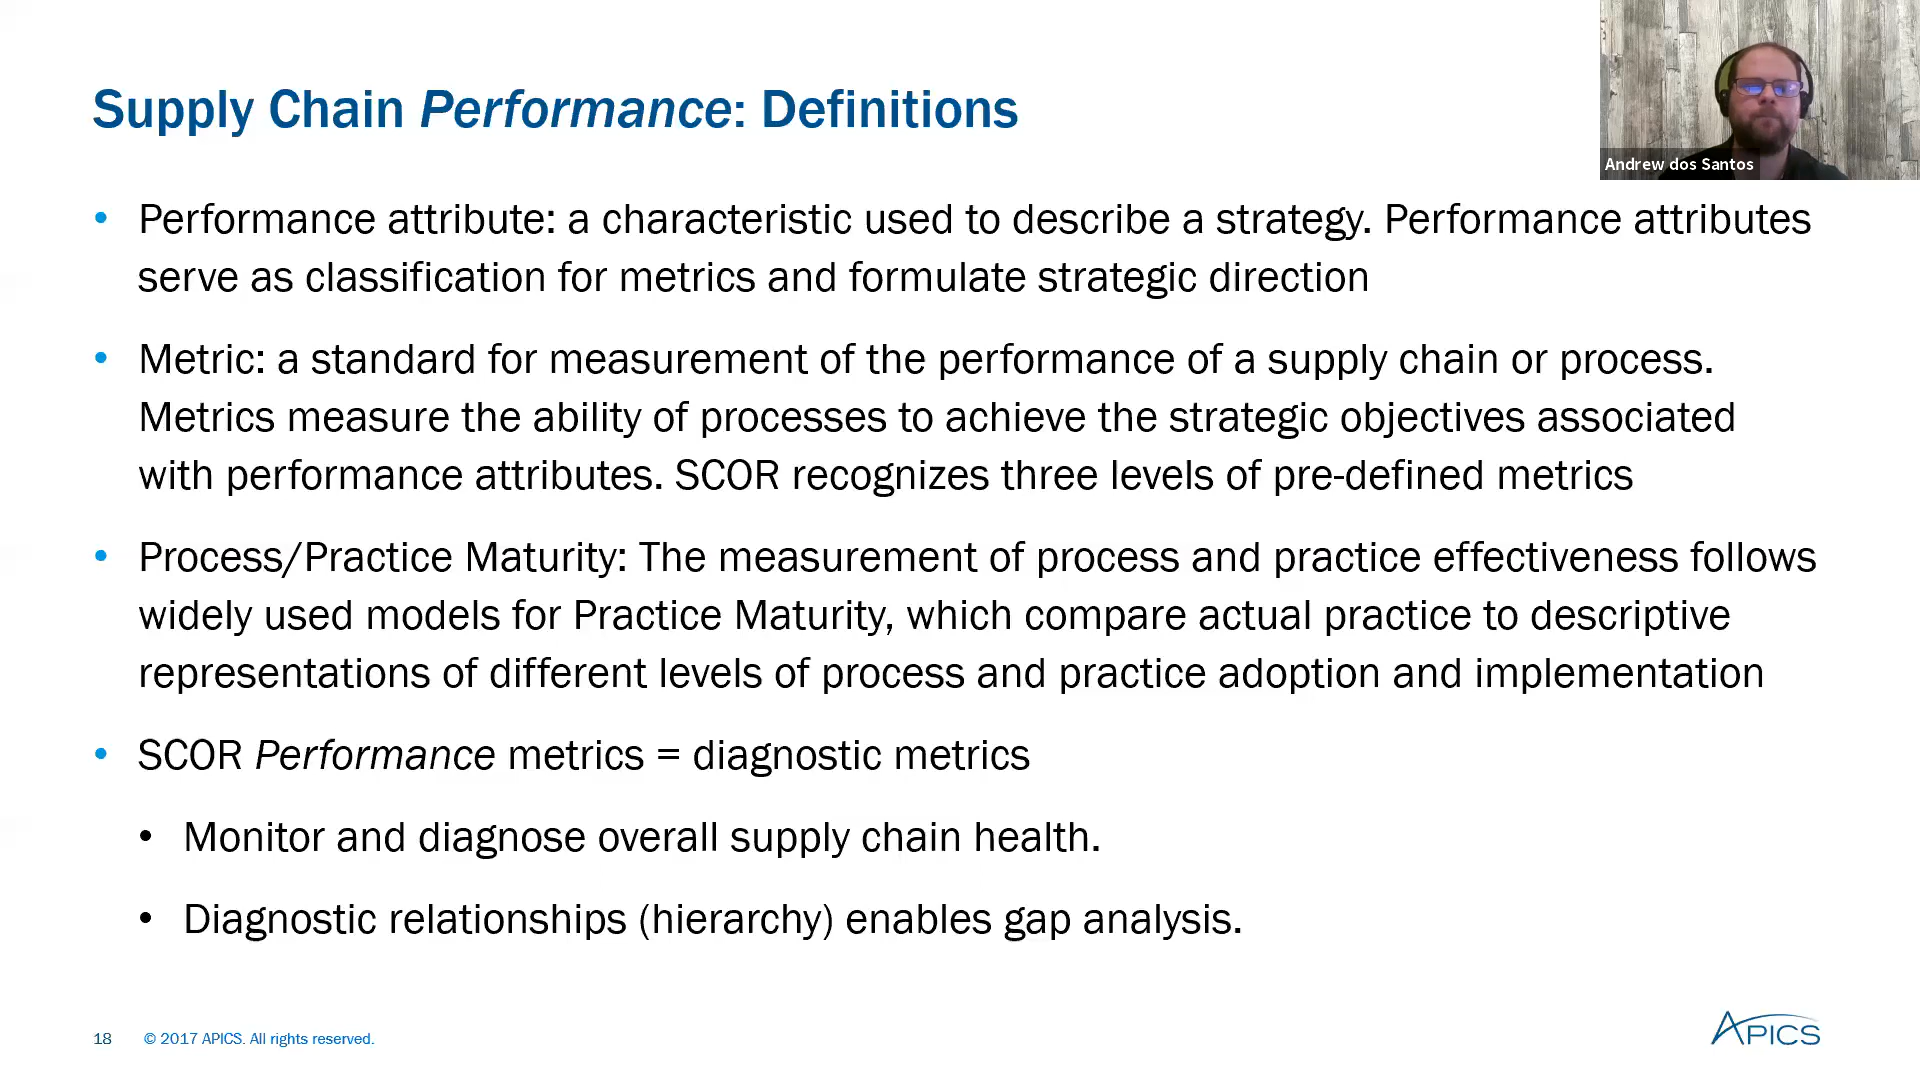 Supply Chain Performance: Definitions
Andrew dos Santos
• Performance attribute: a characteristic used to describe a strategy. Performance attributes
serve as classification for metrics and formulate strategic direction
• Metric: a standard for measurement of the performance of a supply chain or process.
Metrics measure the ability of processes to achieve the strategic objectives associated
with performance attributes. SCOR recognizes three levels of pre-defined metrics
• Process/Practice Maturity: The measurement of process and practice effectiveness follows
widely used models for Practice Maturity, which compare actual practice to descriptive
representations of different levels of process and practice adoption and implementation
• SCOR Performance metrics = diagnostic metrics
• Monitor and diagnose overall supply chain health.
• Diagnostic relationships (hierarchy) enables gap analysis.
18 © 2017 APICS. All rights reserved.
APICS